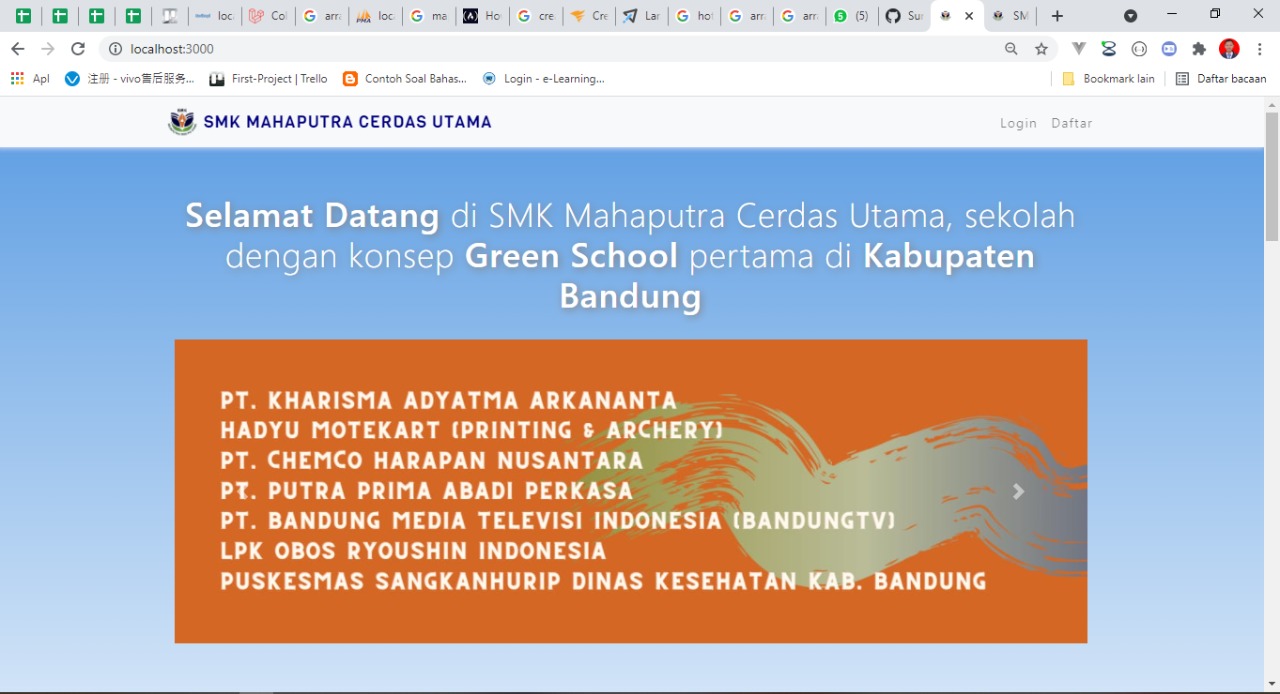 loc
Col
arra
loc
ma
Ho
cre
Cre
Lar
hot
arra
arra
(5)
Sur
SM
localhost:3000
Apl
注册 - vivo售后服务...
First-Project | Trello
Contoh Soal Bahas...
Login - e-Learning...
Bookmark lain
Daftar bacaan
SMK MAHAPUTRA CERDAS UTAMA
Login
Daftar
Selamat Datang di SMK Mahaputra Cerdas Utama, sekolah
dengan konsep Green School pertama di Kabupaten
Bandung
PT. KHARISMA ADYATMA ARKANANTA
HADYU MOTEKART (PRINTING & ARCHERY)
PT. CHEMCO HARAPAN NUSANTARA
PT. PUTRA PRIMA ABADI PERKASA
PT. BANDUNG MEDIA TELEVISI INDONESIA (BANDUNGTV)
LPK OBOS RYOUSHIN INDONESIA
PUSKESMAS SANGKANHURIP DINAS KESEHATAN KAB. BANDUNG